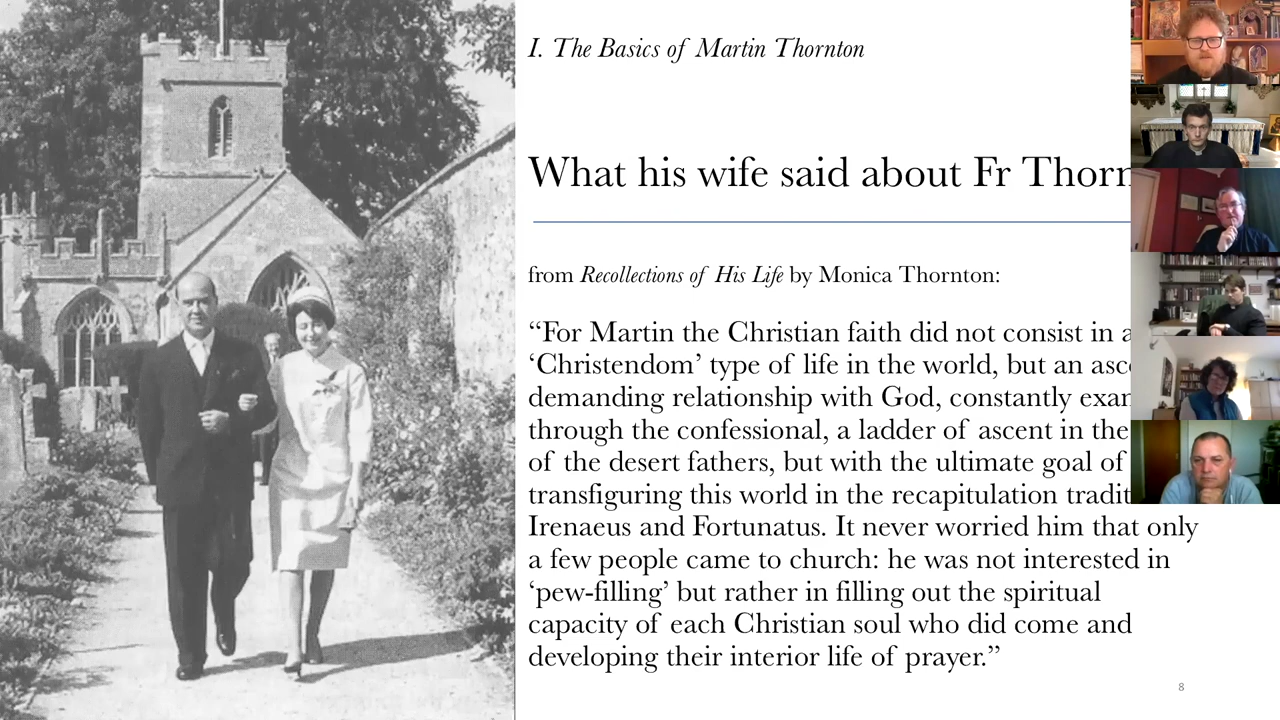 I. The Basics of Martin Thornton
What his wife said about Fr Thorn
from Recollections of His Life by Monica Thornton:
“For Martin the Christian faith did not consist in a
‘Christendom’ type of life in the world, but an asc
demanding relationship with God, constantly exan
through the confessional, a ladder of ascent in the
of the desert fathers, but with the ultimate goal of
transfiguring this world in the recapitulation tradit
Irenaeus and Fortunatus. It never worried him that only
a few people came to church: he was not interested in
‘pew-filling’ but rather in filling out the spiritual
capacity of each Christian soul who did come and
developing their interior life of prayer.”
8